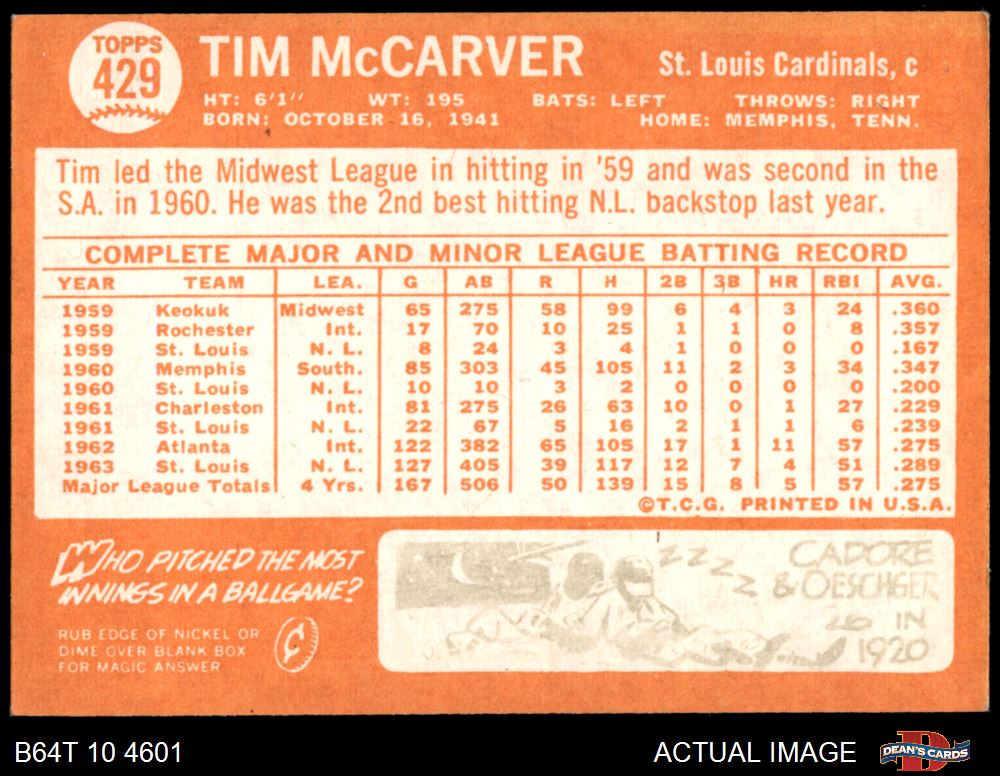 TOPPS
429
TIM McCARVER
St. Louis Cardinals, c
HT: 6'1" WT: 195 BATS: LEFT THROWS: RIGHT
BORN: OCTOBER 16, 1941 HOME: MEMPHIS, TENN.
Tim led the Midwest League in hitting in '59 and was second in the
S.A. in 1960. He was the 2nd best hitting N.L. backstop last year.
COMPLETE MAJOR AND MINOR LEAGUE BATTING RECORD
YEAR TEAM LEA. G AB R H 2B 3B HR RBI AVG.
1959 Keokuk Midwest 65 275 58 99 6 4 3 24 .360
1959 Rochester Int. 17 70 10 25 1 1 0 8 .357
1959 St. Louis N. L. 8 24 3 4 1 0 0 0 .167
1960 Memphis South. 85 303 45 105 11 2 3 34 .347
1960 St. Louis N. L. 10 10 3 2 0 0 0 0 .200
1961 Charleston Int. 81 275 26 63 10 0 1 27 .229
1961 St. Louis N. L. 22 67 5 16 2 1 1 6 .239
1962 Atlanta Int. 122 382 65 105 17 1 11 57 .275
1963 St. Louis N. L. 127 405 39 117 12 7 4 51 .289
Major League Totals 4 Yrs. 167 506 50 139 15 8 5 57 .275
©T.C.G. PRINTED IN U.S.A.
WHO PITCHED THE MOST
INNINGS IN A BALLGAME?
RUB EDGE OF NICKEL OR
DIME OVER BLANK BOX
FOR MAGIC ANSWER
ZZZZ
CADORE
& OESCHGER
26 IN
1920
B64T 10 4601
ACTUAL IMAGE
DEAN'S CARDS